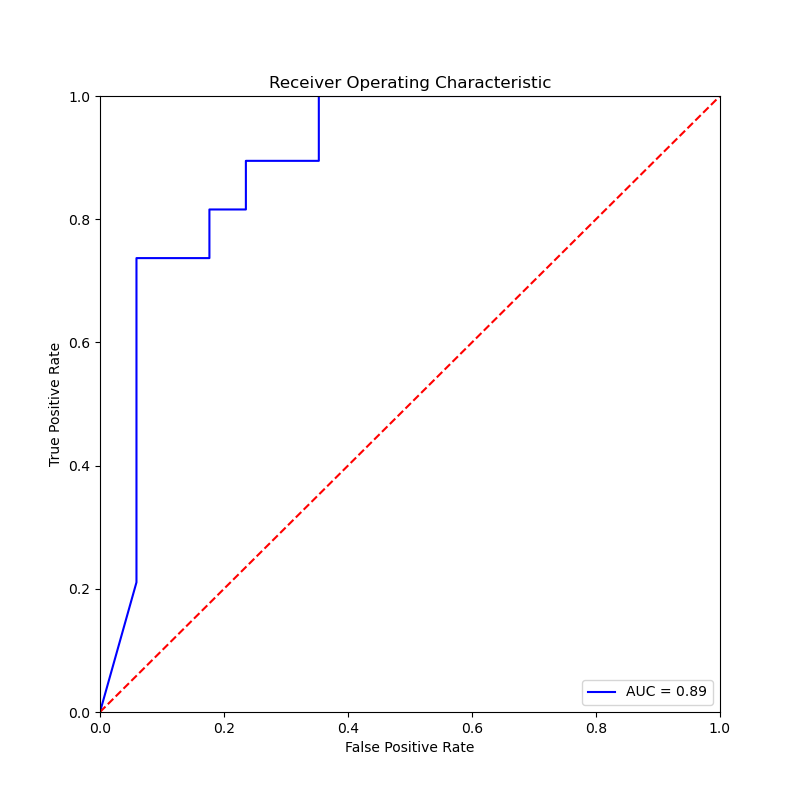 Receiver Operating Characteristic
1.0
0.8
0.6
0.4
0.2
0.0
True Positive Rate
AUC = 0.89
0.0 0.2 0.4 0.6 0.8 1.0
False Positive Rate